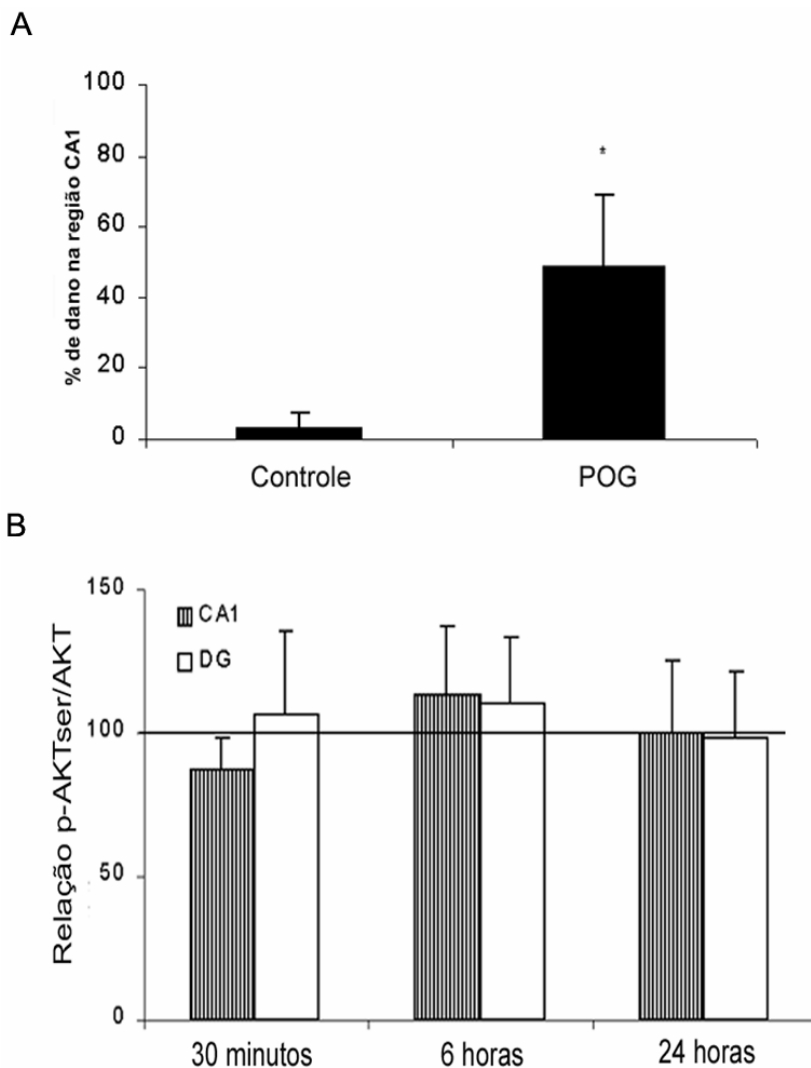 A
% de dano na região CA1
100
80
60
40
20
0
*
Controle
POG
B
Relação p-AKTser/AKT
150
100
50
0
CA1
DG
30 minutos
6 horas
24 horas